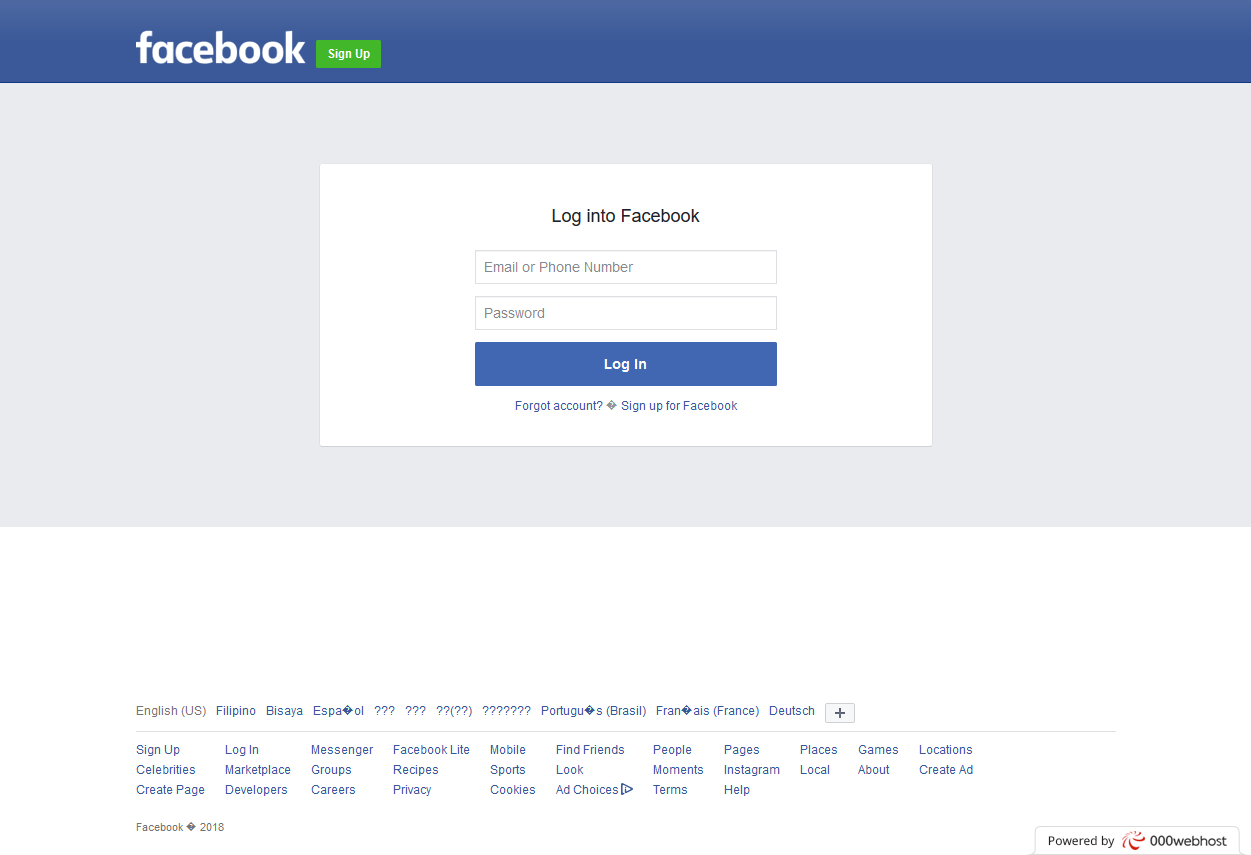 facebook Sign Up
Log into Facebook
Email or Phone Number
Password
Log In
Forgot account? � Sign up for Facebook
English (US) Filipino Bisaya Espa�ol ??? ??? ??(??) ??????? Portugu�s (Brasil) Fran�ais (France) Deutsch +
Sign Up Log In Messenger Facebook Lite Mobile Find Friends People Pages Places Games Locations
Celebrities Marketplace Groups Recipes Sports Look Moments Instagram Local About Create Ad
Create Page Developers Careers Privacy Cookies Ad Choices Terms Help
Facebook � 2018
Powered by 000webhost